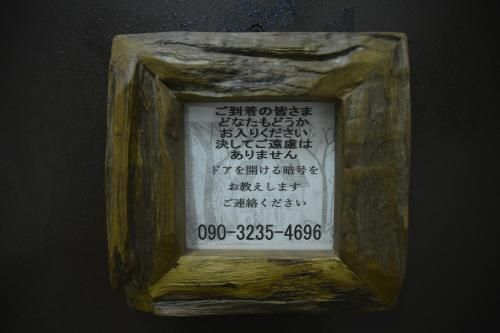 ご到着の皆さま
どなたもどうか
お入りください
決してご遠慮は
ありません
ドアを開ける暗号を
お教えします
ご連絡ください
090-3235-4696